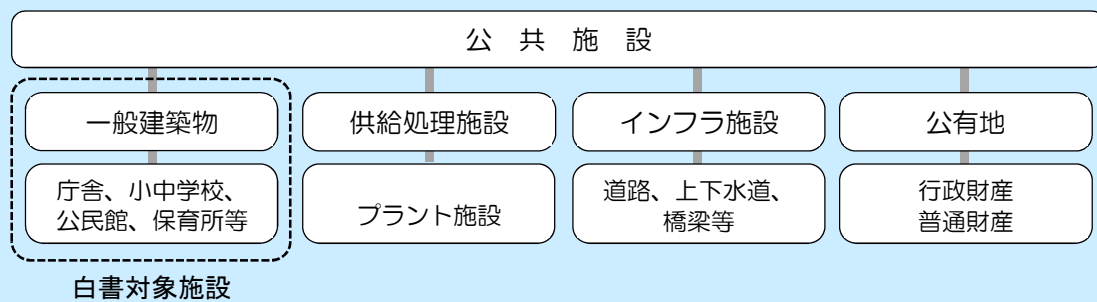 公 共 施 設
一般建築物
供給処理施設
インフラ施設
公有地
庁舎、小中学校、
公民館、保育所等
プラント施設
道路、上下水道、
橋梁等
行政財産
普通財産
白書対象施設